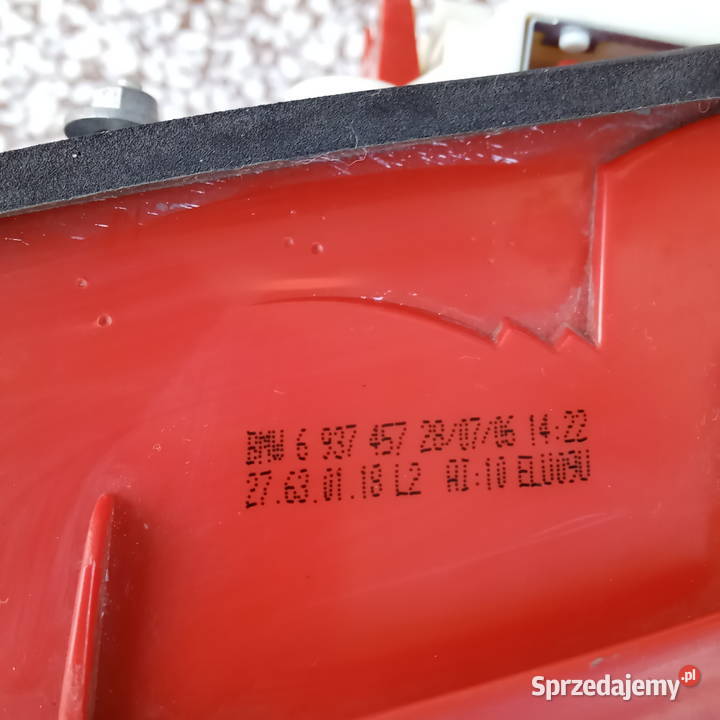 BMW 6 937 457 28/07/06 14:22
27.63.01.18 L2 AI:10 ELU09U
Sprzedajemy.pl